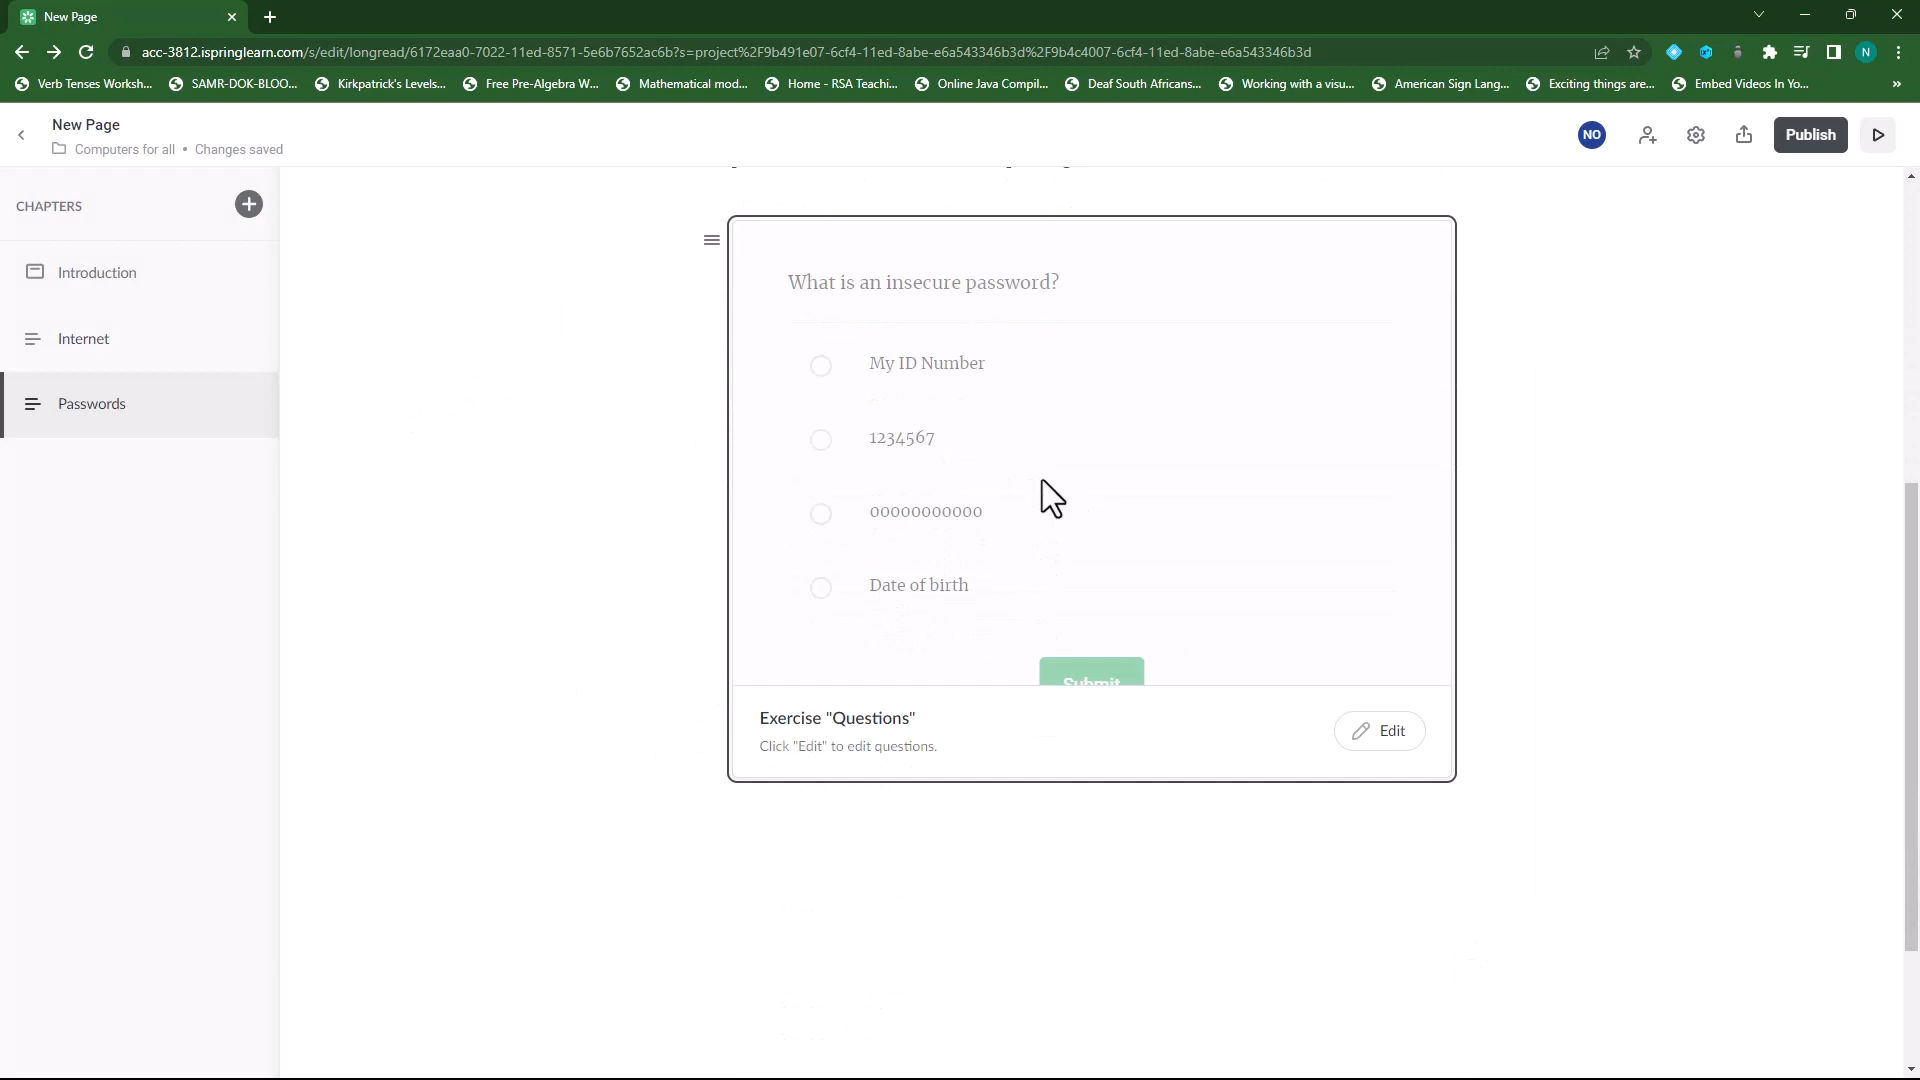 New Page
acc-3812.ispringlearn.com/s/edit/longread/6172eaa0-7022-11ed-8571-5e6b7652ac6b?s=project%2F9b491e07-6cf4-11ed-8abe-e6a543346b3d%2F9b4c4007-6cf4-11ed-8abe-e6a543346b3d
N
Verb Tenses Worksh... SAMR-DOK-BLOO... Kirkpatrick's Levels... Free Pre-Algebra W... Mathematical mod... Home - RSA Teachi... Online Java Compil... Deaf South Africans... Working with a visu... American Sign Lang... Exciting things are... Embed Videos In Yo... »
New Page
Computers for all • Changes saved
NO
Publish
CHAPTERS
Introduction
Internet
Passwords
What is an insecure password?
My ID Number
1234567
00000000000
Date of birth
Submit
Exercise "Questions"
Click "Edit" to edit questions.
Edit